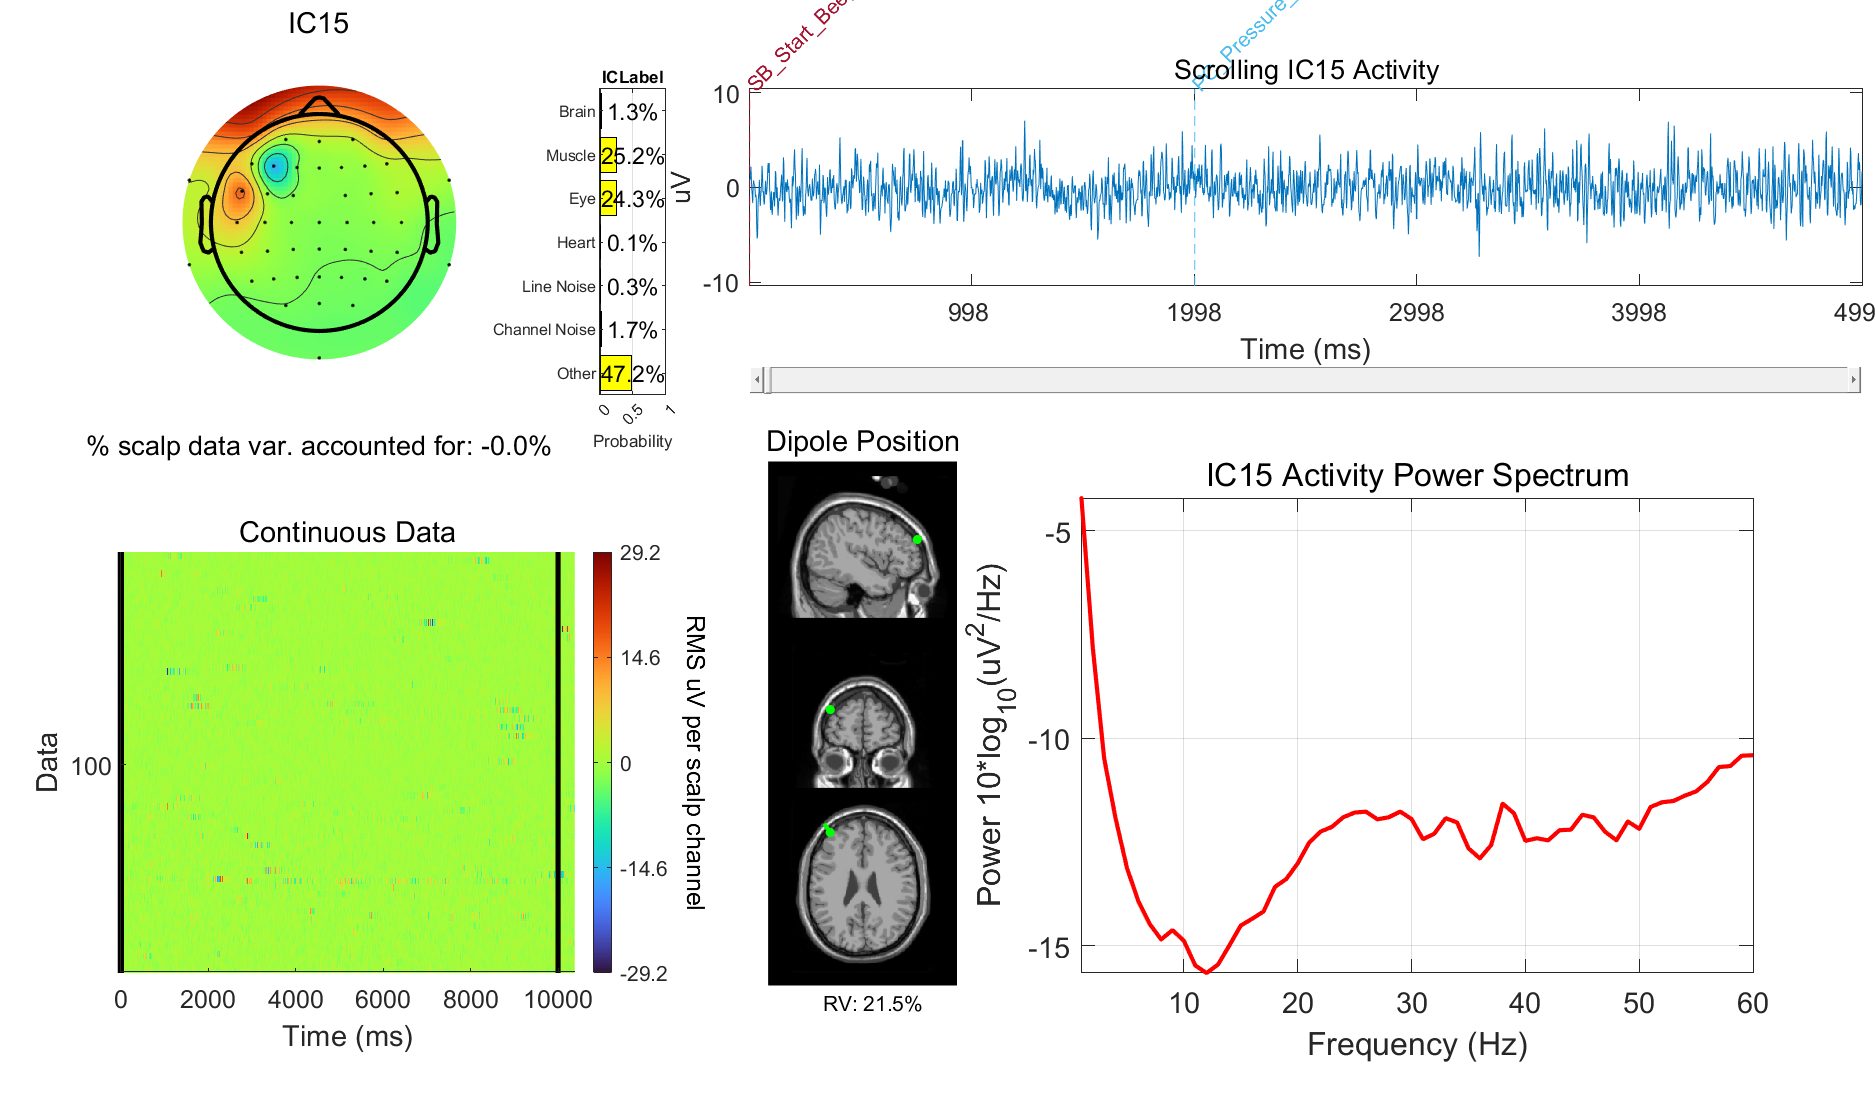 IC15
ICLabel
Brain 1.3%
Muscle 25.2%
Eye 24.3%
Heart 0.1%
Line Noise 0.3%
Channel Noise 1.7%
Other 47.2%
0 0.5 1
Probability
SB_Start_Bee
Pressure_
Scrolling IC15 Activity
10
0
-10
uV
998 1998 2998 3998 499
Time (ms)
% scalp data var. accounted for: -0.0%
Continuous Data
Data
100
0 2000 4000 6000 8000 10000
Time (ms)
29.2
14.6
0
-14.6
-29.2
RMS uV per scalp channel
Dipole Position
RV: 21.5%
IC15 Activity Power Spectrum
Power 10*log10(uV2/Hz)
-5
-10
-15
10 20 30 40 50 60
Frequency (Hz)